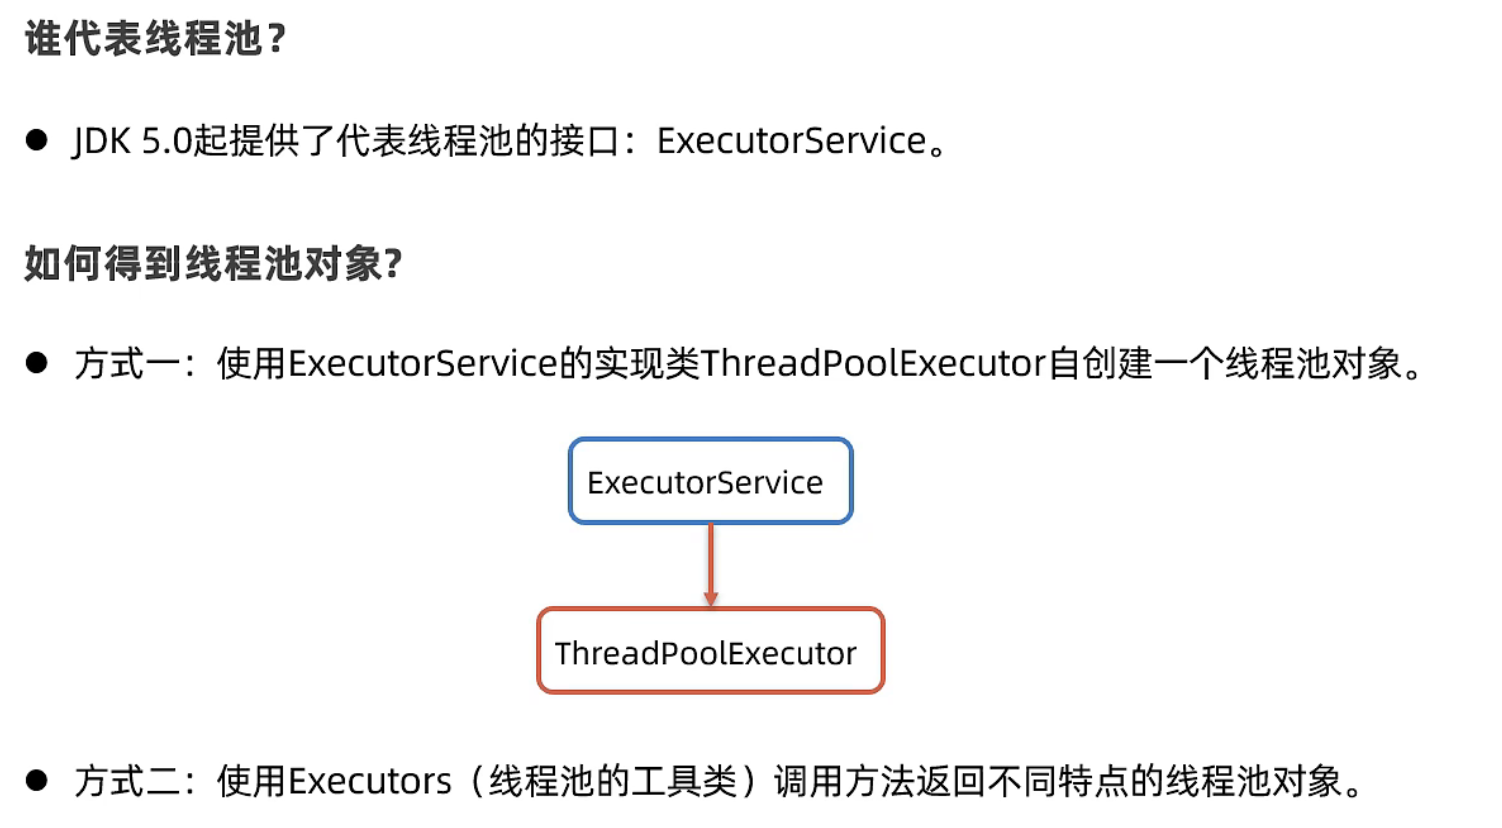 谁代表线程池?
● JDK 5.0起提供了代表线程池的接口：ExecutorService。
如何得到线程池对象?
● 方式一：使用ExecutorService的实现类ThreadPoolExecutor自创建一个线程池对象。
ExecutorService
ThreadPoolExecutor
● 方式二：使用Executors（线程池的工具类）调用方法返回不同特点的线程池对象。